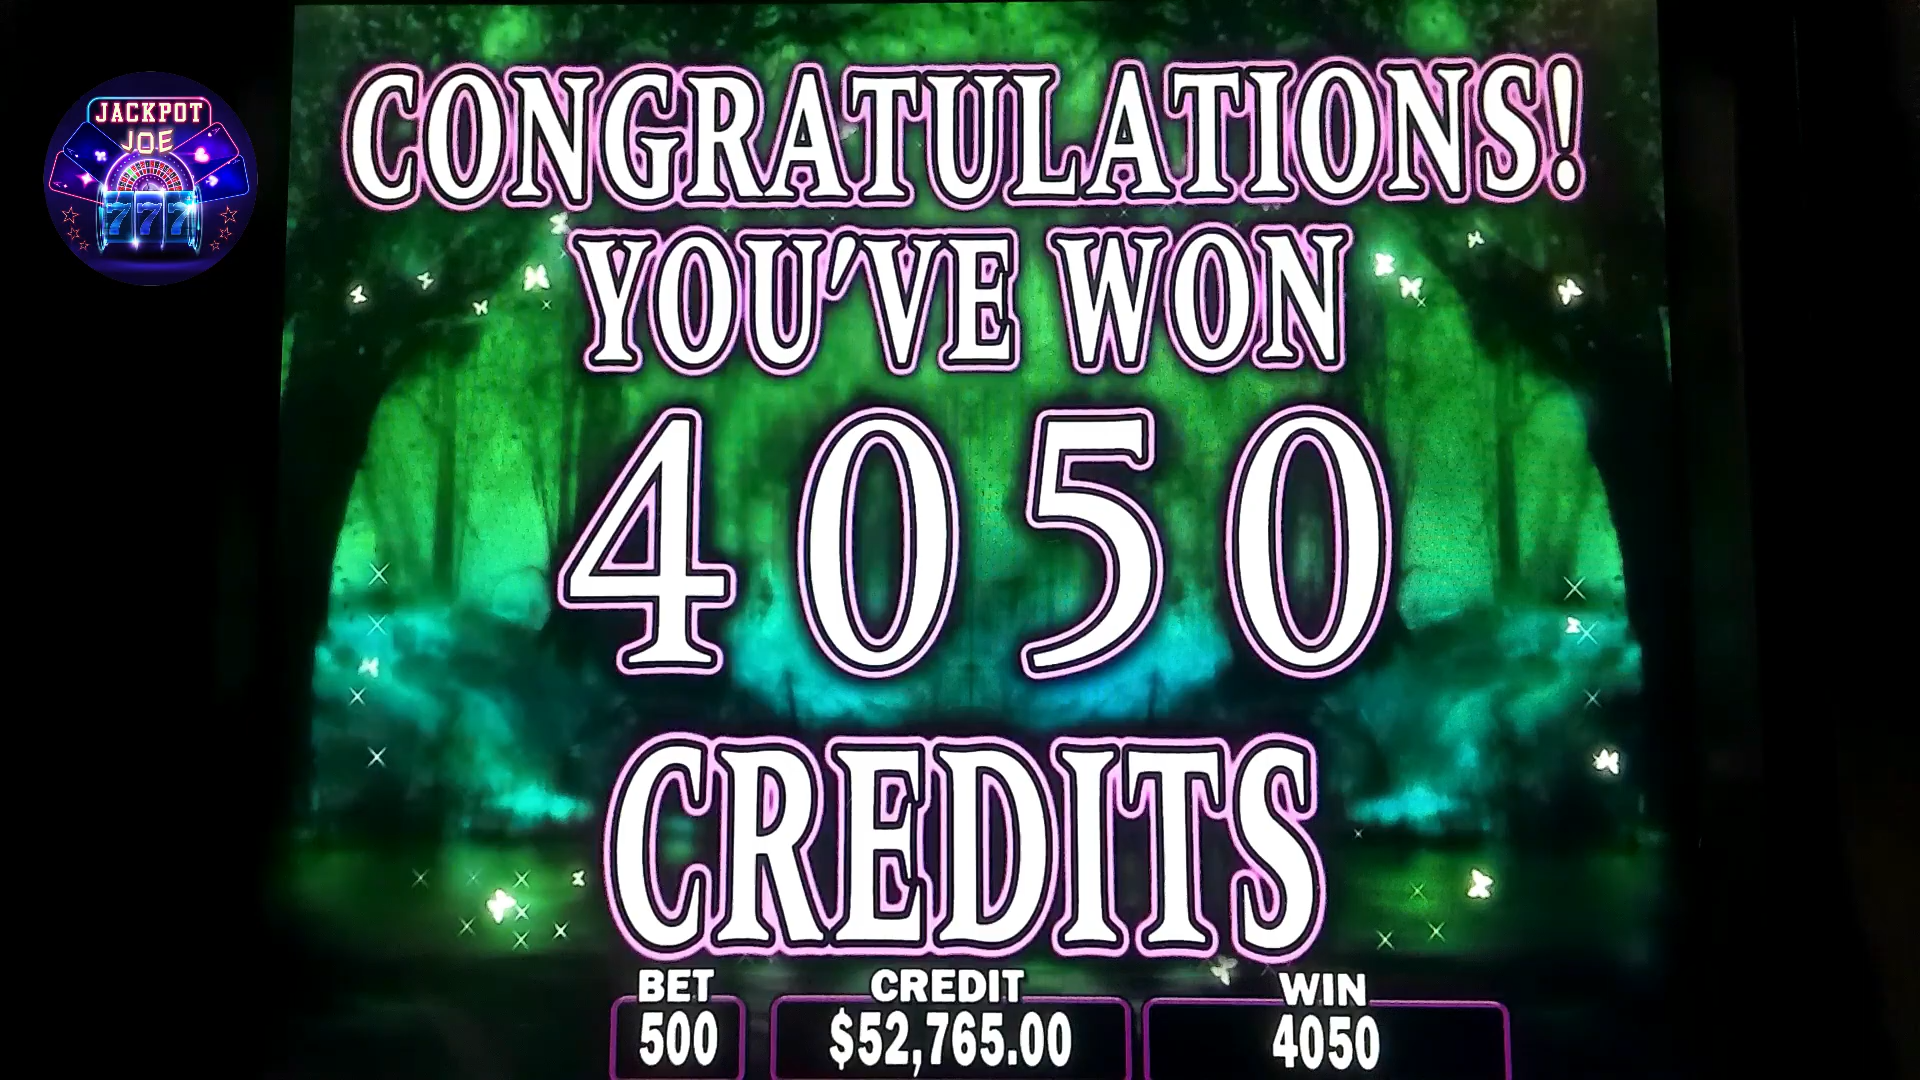 JACKPOT
JOE
777
CONGRATULATIONS!
YOU'VE WON
4050
CREDITS
BET CREDIT WIN
500 $52,765.00 4050